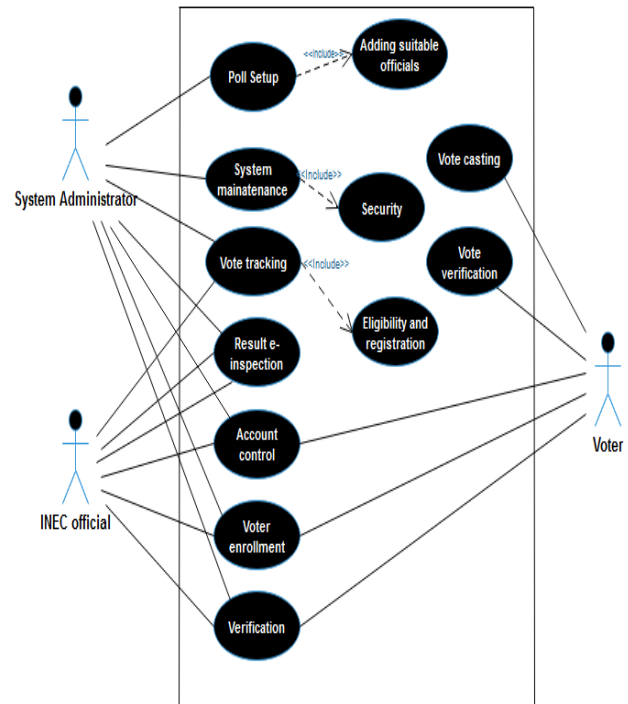 <<Include>>
Adding suitable
officials
Poll Setup
System Administrator
System
mainatenance
<<Include>>
Security
Vote casting
Vote tracking
<<Include>>
Vote
verification
Eligibility and
registration
Result e-
inspection
Account
control
Voter
INEC official
Voter
enrollment
Verification